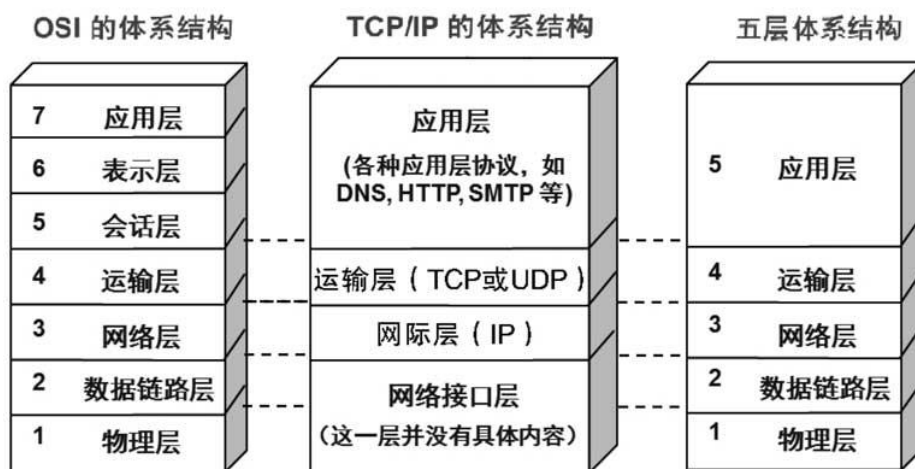 OSI 的体系结构
7 应用层
6 表示层
5 会话层
4 运输层
3 网络层
2 数据链路层
1 物理层
TCP/IP 的体系结构
应用层
(各种应用层协议，如
DNS, HTTP, SMTP 等)
运输层（TCP或UDP）
网际层（IP）
网络接口层
（这一层并没有具体内容）
五层体系结构
5 应用层
4 运输层
3 网络层
2 数据链路层
1 物理层